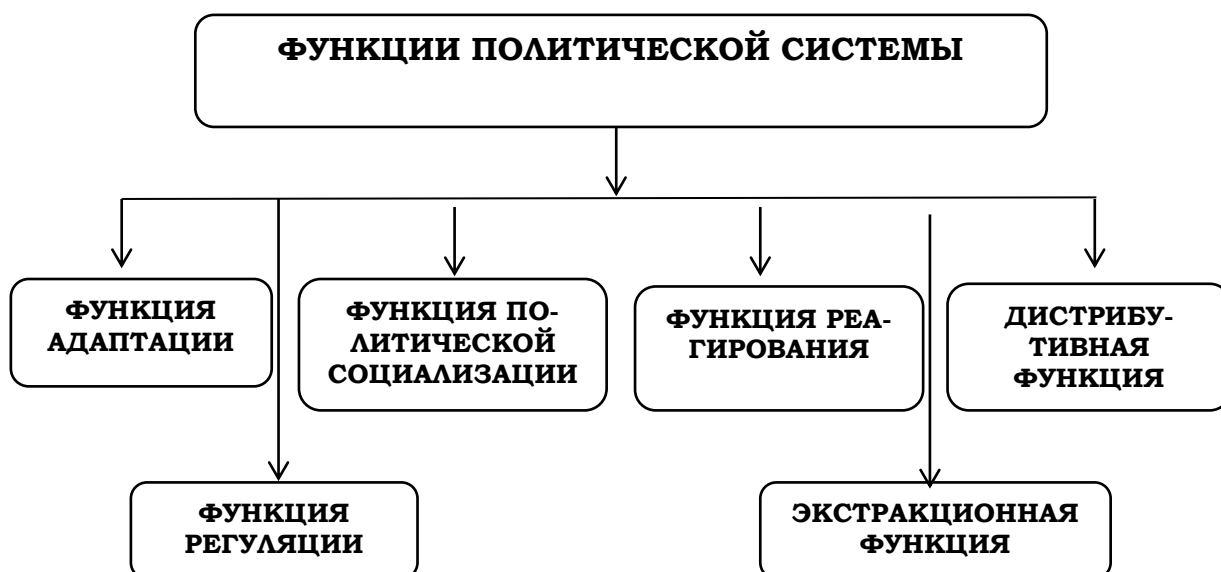 ФУНКЦИИ ПОЛИТИЧЕСКОЙ СИСТЕМЫ
ФУНКЦИЯ
АДАПТАЦИИ
ФУНКЦИЯ ПО-
ЛИТИЧЕСКОЙ
СОЦИАЛИЗАЦИИ
ФУНКЦИЯ РЕА-
ГИРОВАНИЯ
ДИСТРИБУ-
ТИВНАЯ
ФУНКЦИЯ
ФУНКЦИЯ
РЕГУЛЯЦИИ
ЭКСТРАКЦИОННАЯ
ФУНКЦИЯ